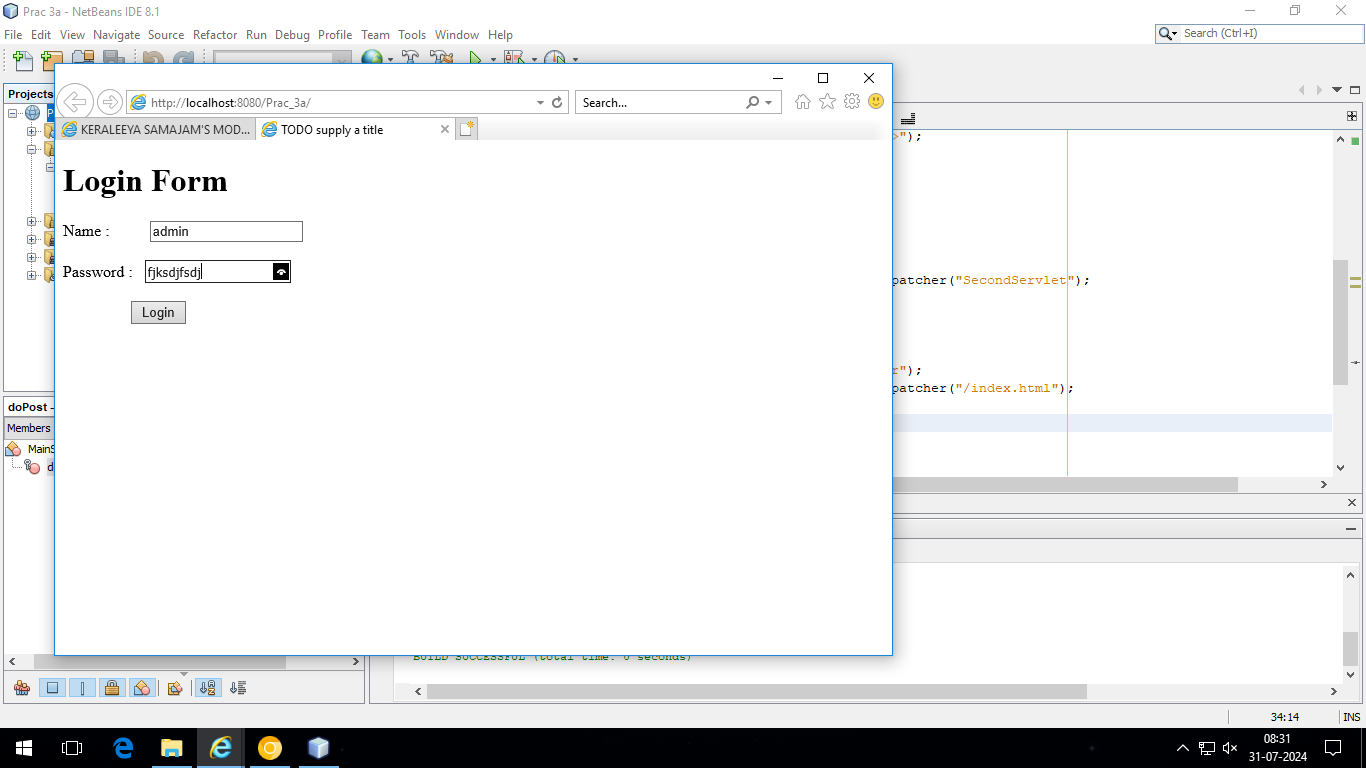 Prac 3a - NetBeans IDE 8.1
File Edit View Navigate Source Refactor Run Debug Profile Team Tools Window Help
Search (Ctrl+I)
Projects
http://localhost:8080/Prac_3a/
Search...
KERALEEYA SAMAJAM'S MOD...
TODO supply a title
Login Form
Name :
admin
Password :
fjksdjfsdj
Login
");
patcher("SecondServlet");
r");
patcher("/index.html");
doPost -
Members
MainS
d
BUILD SUCCESSFUL (total time: 0 seconds)
34:14
INS
08:31
31-07-2024